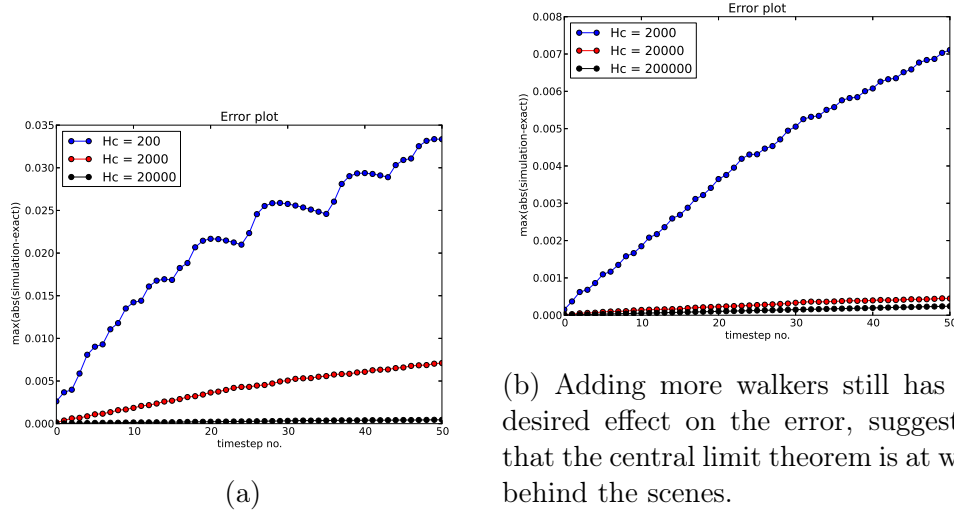 Error plot
0.035
0.030
0.025
0.020
0.015
0.010
0.005
0.000
max(abs(simulation-exact))
Hc = 200
Hc = 2000
Hc = 20000
0 10 20 30 40 50
timestep no.
(a)
Error plot
0.008
0.007
0.006
0.005
0.004
0.003
0.002
0.001
0.000
max(abs(simulation-exact))
Hc = 2000
Hc = 20000
Hc = 200000
0 10 20 30 40 50
timestep no.
(b) Adding more walkers still has
desired effect on the error, suggest
that the central limit theorem is at w
behind the scenes.